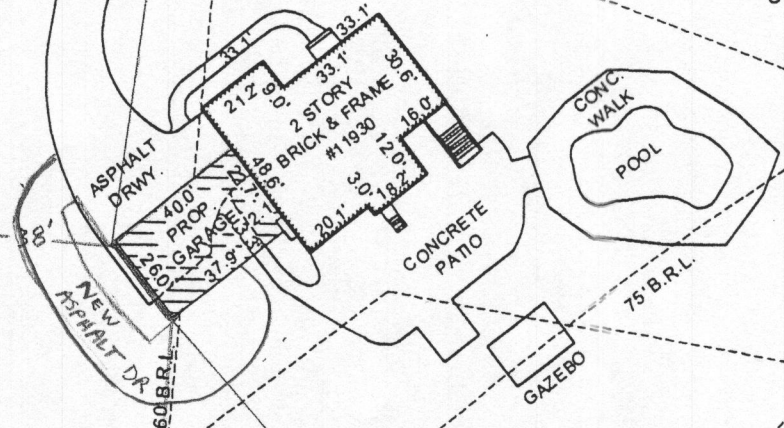 33.1'
33.1'
33.1'
30.6'
21.2'
9.0'
2 STORY
BRICK & FRAME
#11930
16.0'
12.0'
18.2'
3.0'
20.1'
48.6'
ASPHALT
DRWY
40.0'
PROP
GARAGE
26.0'
37.9'
NEW
ASPHALT DR
60' B.R.L.
CONCRETE
PATIO
CONC.
WALK
POOL
75' B.R.L.
GAZEBO